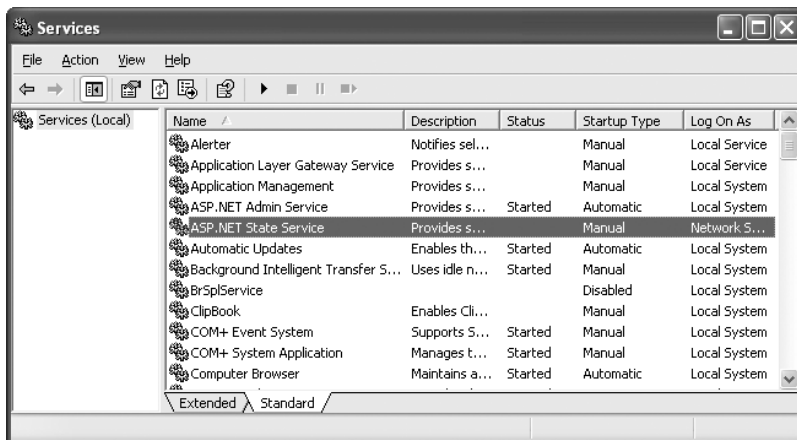 Services
File Action View Help
Services (Local)
Name Description Status Startup Type Log On As
Alerter Notifies sel... Manual Local Service
Application Layer Gateway Service Provides s... Manual Local Service
Application Management Provides s... Manual Local System
ASP.NET Admin Service Provides s... Started Automatic Local System
ASP.NET State Service Provides s... Manual Network S...
Automatic Updates Enables th... Started Automatic Local System
Background Intelligent Transfer S... Uses idle n... Started Manual Local System
BrSplService Disabled Local System
ClipBook Enables Cli... Manual Local System
COM+ Event System Supports S... Started Manual Local System
COM+ System Application Manages t... Started Manual Local System
Computer Browser Maintains a... Started Automatic Local System
Extended Standard